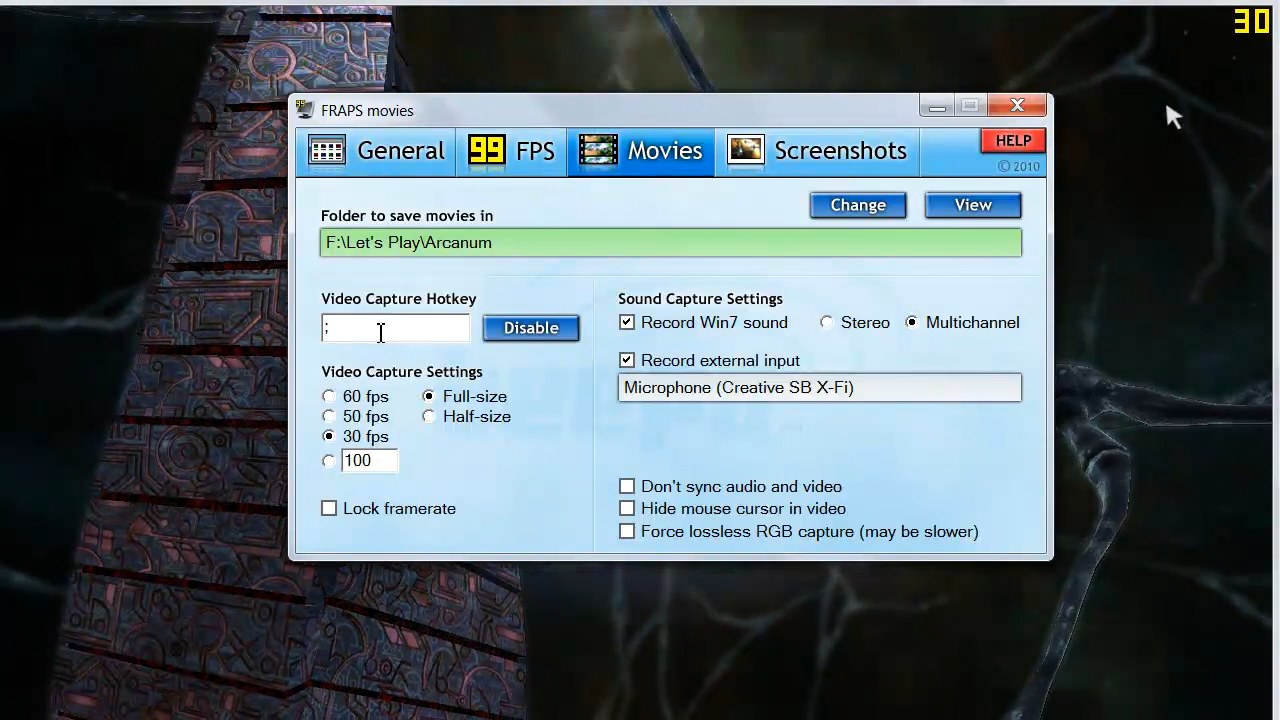 30
FRAPS movies
General
99 FPS
Movies
Screenshots
HELP
© 2010
Folder to save movies in
Change
View
F:\Let's Play\Arcanum
Video Capture Hotkey
;
Disable
Video Capture Settings
60 fps
Full-size
50 fps
Half-size
30 fps
100
Lock framerate
Sound Capture Settings
Record Win7 sound
Stereo
Multichannel
Record external input
Microphone (Creative SB X-Fi)
Don't sync audio and video
Hide mouse cursor in video
Force lossless RGB capture (may be slower)